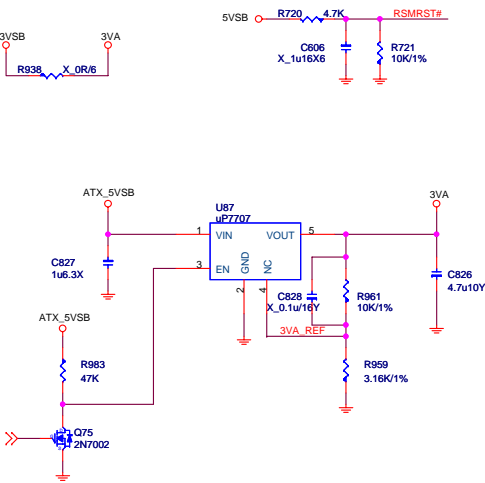 5VSB
R720
4.7K
RSMRST#
C606
X_1u16X6
R721
10K/1%
3VSB
3VA
R938
X_0R/6
ATX_5VSB
C827
1u6.3X
U87
uP7707
1
VIN
VOUT
5
3
EN
GND
NC
2
4
3VA
C826
4.7u10Y
C828
X_0.1u/16Y
R961
10K/1%
3VA_REF
R959
3.16K/1%
ATX_5VSB
R983
47K
Q75
2N7002